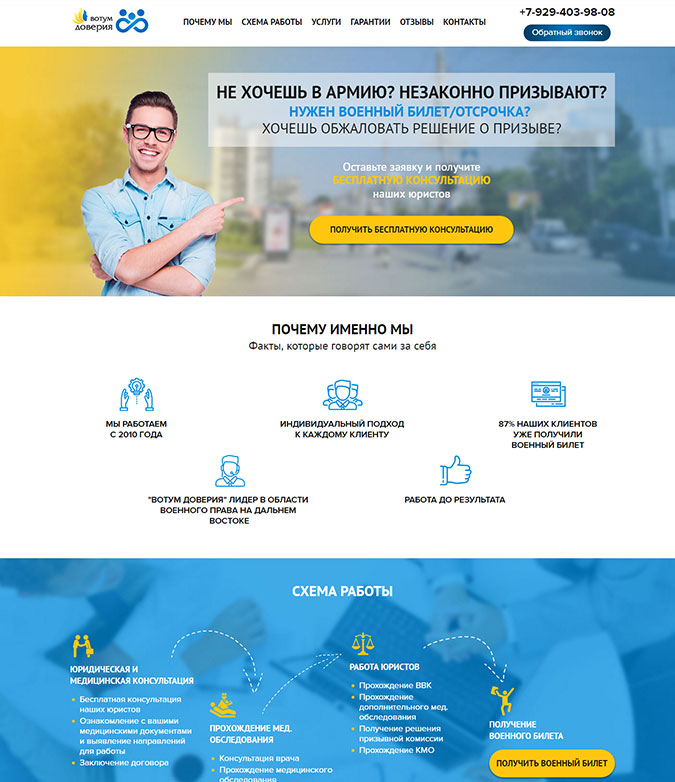 вотум
доверия
ПОЧЕМУ МЫ СХЕМА РАБОТЫ УСЛУГИ ГАРАНТИИ ОТЗЫВЫ КОНТАКТЫ
+7-929-403-98-08
Обратный звонок
НЕ ХОЧЕШЬ В АРМИЮ? НЕЗАКОННО ПРИЗЫВАЮТ?
НУЖЕН ВОЕННЫЙ БИЛЕТ/ОТСРОЧКА?
ХОЧЕШЬ ОБЖАЛОВАТЬ РЕШЕНИЕ О ПРИЗЫВЕ?
Оставьте заявку и получите
БЕСПЛАТНУЮ КОНСУЛЬТАЦИЮ
наших юристов
ПОЛУЧИТЬ БЕСПЛАТНУЮ КОНСУЛЬТАЦИЮ
ПОЧЕМУ ИМЕННО МЫ
Факты, которые говорят сами за себя
МЫ РАБОТАЕМ
С 2010 ГОДА
ИНДИВИДУАЛЬНЫЙ ПОДХОД
К КАЖДОМУ КЛИЕНТУ
87% НАШИХ КЛИЕНТОВ
УЖЕ ПОЛУЧИЛИ
ВОЕННЫЙ БИЛЕТ
"ВОТУМ ДОВЕРИЯ" ЛИДЕР В ОБЛАСТИ
ВОЕННОГО ПРАВА НА ДАЛЬНЕМ
ВОСТОКЕ
РАБОТА ДО РЕЗУЛЬТАТА
СХЕМА РАБОТЫ
ЮРИДИЧЕСКАЯ И
МЕДИЦИНСКАЯ КОНСУЛЬТАЦИЯ
Бесплатная консультация
наших юристов
Ознакомление с вашими
медицинскими документами
и выявление направлений
для работы
Заключение договора
ПРОХОЖДЕНИЕ МЕД.
ОБСЛЕДОВАНИЯ
Консультация врача
Прохождение медицинского
обследования
РАБОТА ЮРИСТОВ
Прохождение ВВК
Прохождение
дополнительного мед.
обследования
Получение решения
призывной комиссии
Прохождение КМО
ПОЛУЧЕНИЕ
ВОЕННОГО БИЛЕТА
ПОЛУЧИТЬ ВОЕННЫЙ БИЛЕТ